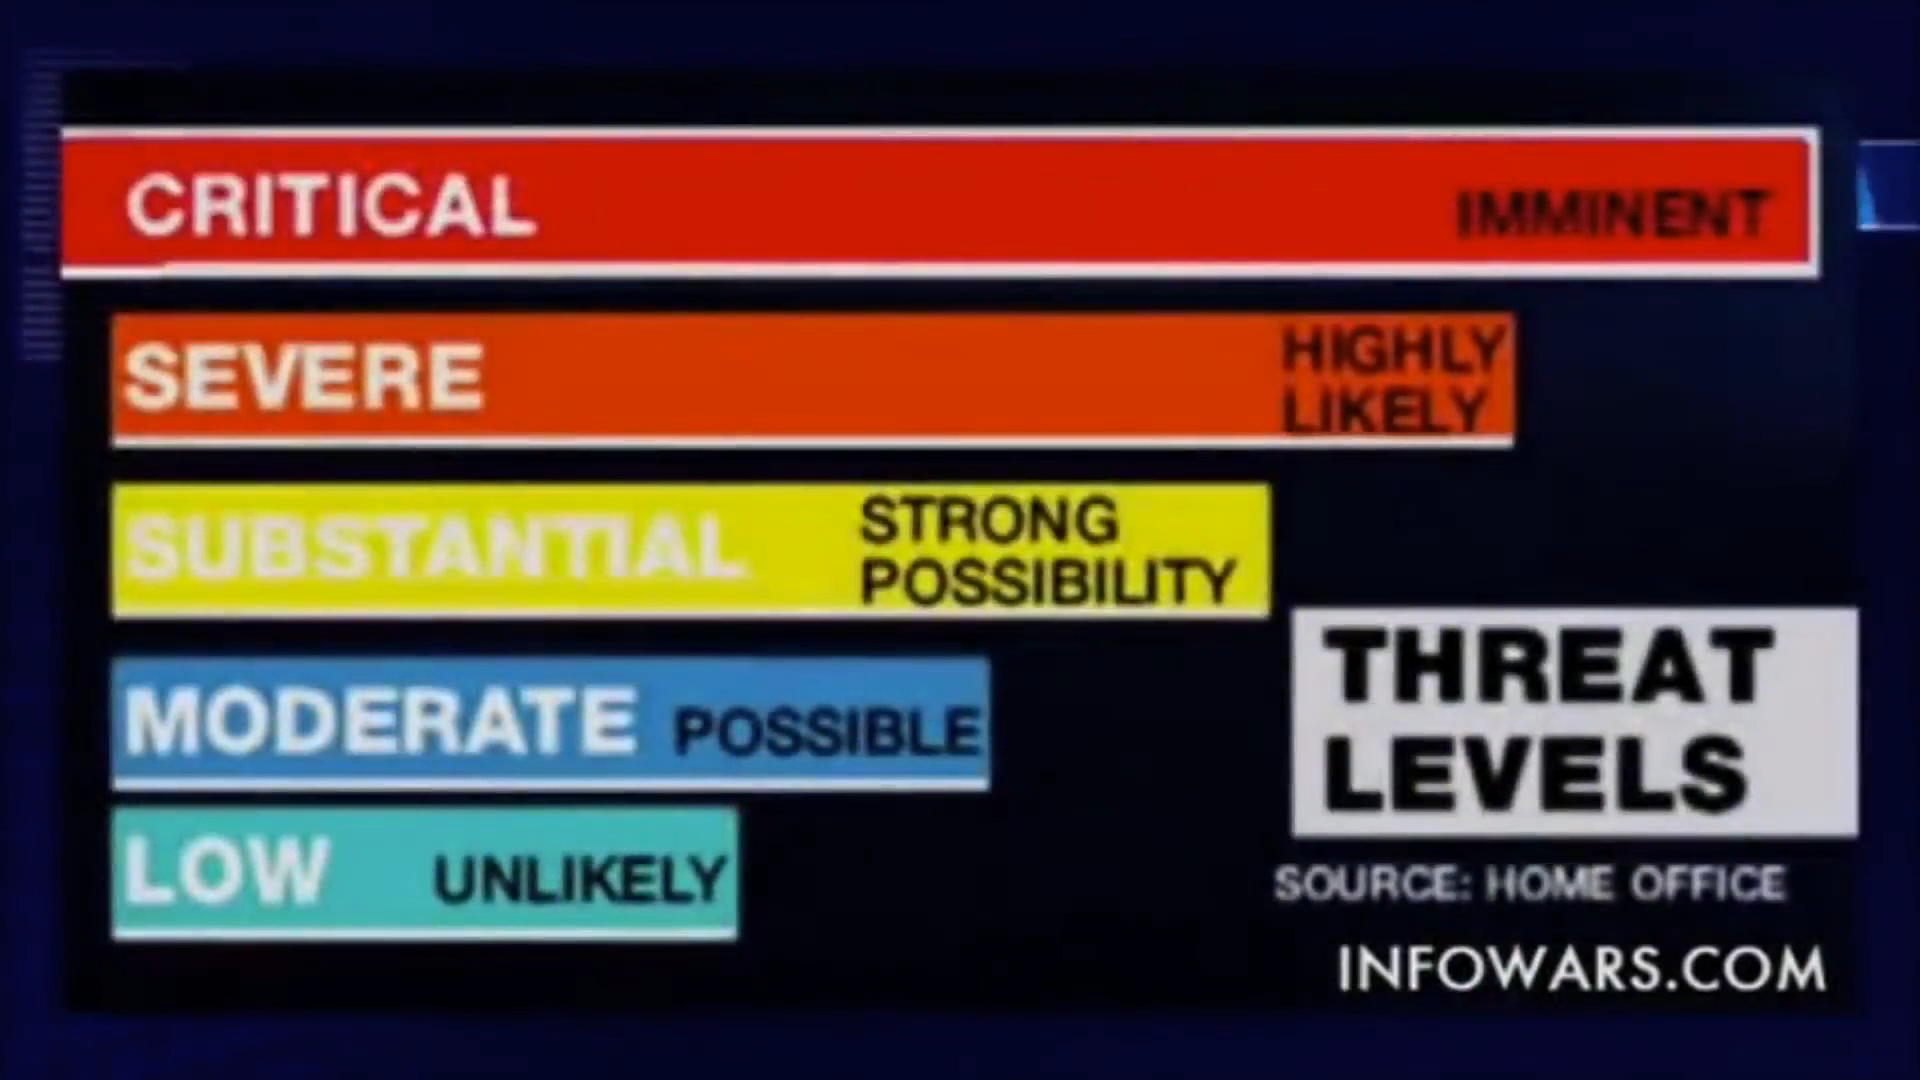 CRITICAL IMMINENT
SEVERE HIGHLY
LIKELY
SUBSTANTIAL STRONG
POSSIBILITY
MODERATE POSSIBLE
LOW UNLIKELY
THREAT
LEVELS
SOURCE: HOME OFFICE
INFOWARS.COM